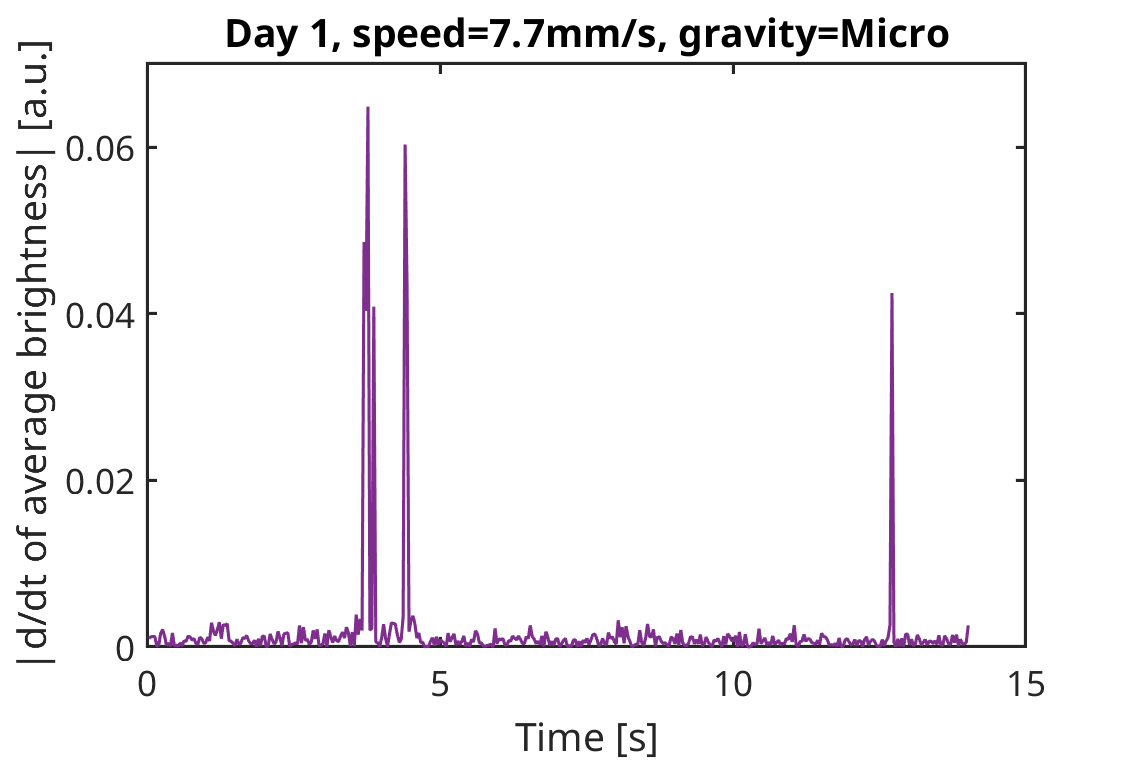 Day 1, speed=7.7mm/s, gravity=Micro
|d/dt of average brightness| [a.u.]
0.06
0.04
0.02
0
0 5 10 15
Time [s]